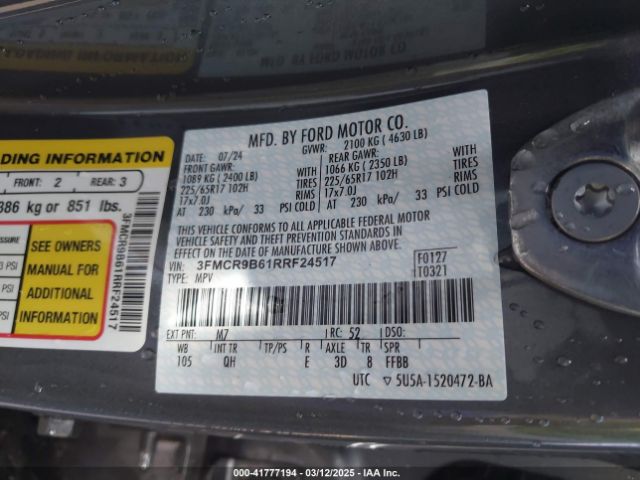 DING INFORMATION
FRONT: 2 REAR: 3
386 kg or 851 lbs.
SEE OWNERS
MANUAL FOR
ADDITIONAL
INFORMATION
3FMCR9B61RRF24517
MFD. BY FORD MOTOR CO.
07/24 GVWR: 2100 KG ( 4630 LB)
FRONT GAWR: REAR GAWR:
1089 KG ( 2400 LB) WITH 1066 KG ( 2350 LB) WITH
225/65R17 102H TIRES 225/65R17 102H TIRES
17x7.0J RIMS 17x7.0J RIMS
AT 230 kPa/ 33 PSI COLD AT 230 kPa/ 33 PSI COLD
THIS VEHICLE CONFORMS TO ALL APPLICABLE FEDERAL MOTOR
VEHICLE SAFETY AND THEFT PREVENTION STANDARDS IN
EFFECT ON THE DATE OF MANUFACTURE SHOWN ABOVE.
VIN: 3FMCR9B61RRF24517 F0127
TYPE: MPV T0321
EXT PNT: M7 RC: 52 DSO:
WB INT TR TP/PS R AXLE TR SPR
105 QH E 3D 8 FFBB
UTC 5U5A-1520472-BA
000-41777194 - 03/12/2025 - IAA Inc.